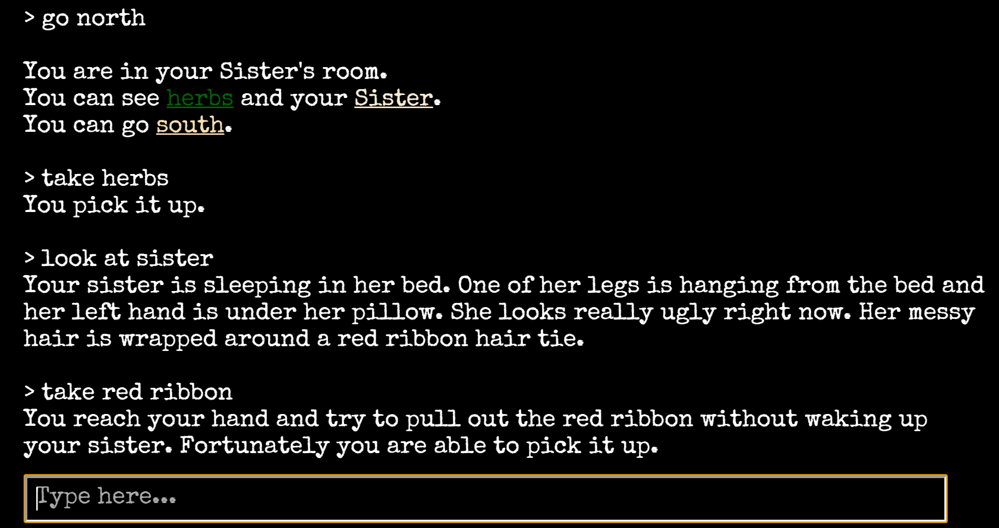 > go north
You are in your Sister's room.
You can see herbs and your Sister.
You can go south.
> take herbs
You pick it up.
> look at sister
Your sister is sleeping in her bed. One of her legs is hanging from the bed and
her left hand is under her pillow. She looks really ugly right now. Her messy
hair is wrapped around a red ribbon hair tie.
> take red ribbon
You reach your hand and try to pull out the red ribbon without waking up
your sister. Fortunately you are able to pick it up.
Type here...